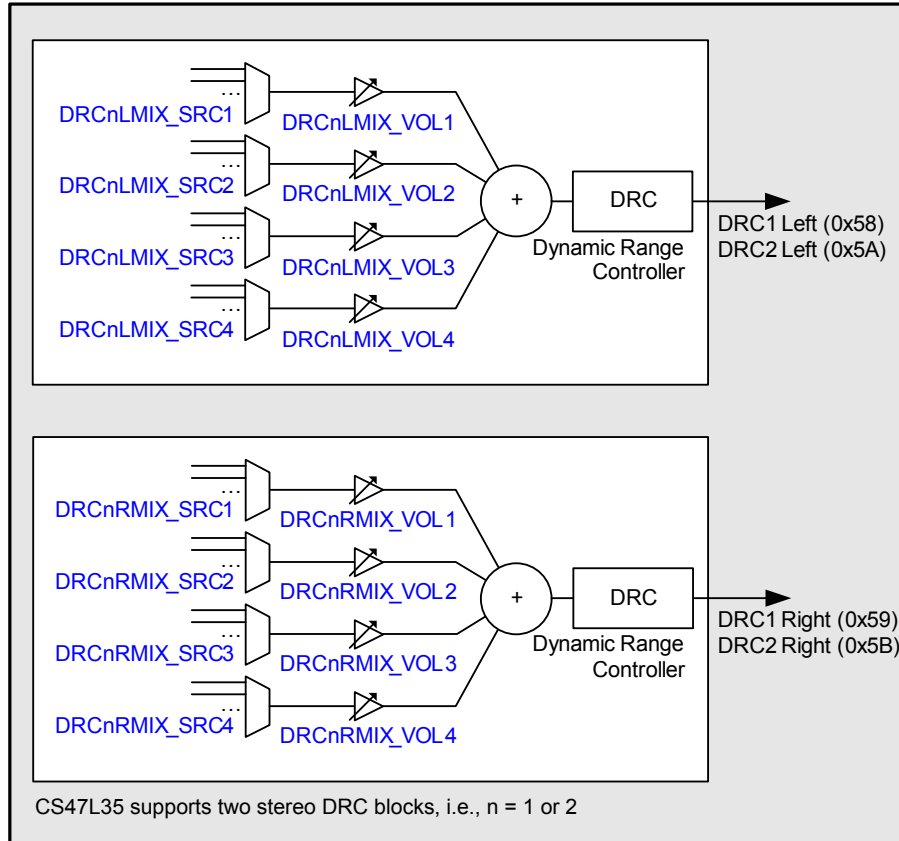 ...
DRCnLMIX_SRC1
DRCnLMIX_VOL1
...
DRCnLMIX_SRC2
DRCnLMIX_VOL2
...
DRCnLMIX_SRC3
DRCnLMIX_VOL3
...
DRCnLMIX_SRC4
DRCnLMIX_VOL4
+
DRC
Dynamic Range
Controller
DRC1 Left (0x58)
DRC2 Left (0x5A)
...
DRCnRMIX_SRC1
DRCnRMIX_VOL1
...
DRCnRMIX_SRC2
DRCnRMIX_VOL2
...
DRCnRMIX_SRC3
DRCnRMIX_VOL3
...
DRCnRMIX_SRC4
DRCnRMIX_VOL4
+
DRC
Dynamic Range
Controller
DRC1 Right (0x59)
DRC2 Right (0x5B)
CS47L35 supports two stereo DRC blocks, i.e., n = 1 or 2